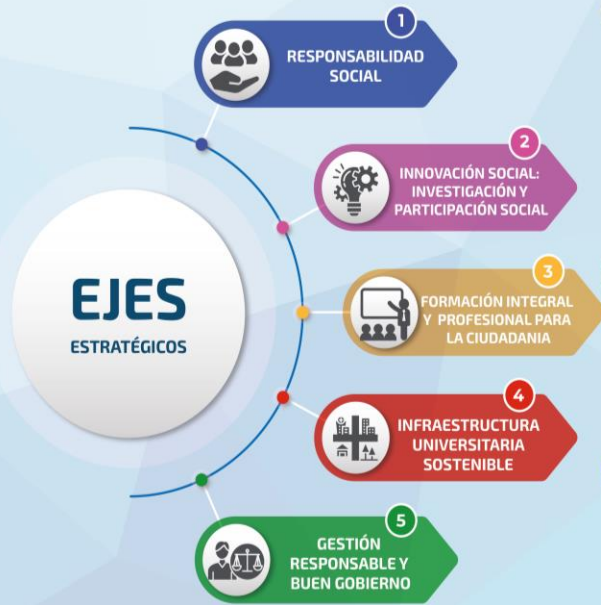 1
RESPONSABILIDAD
SOCIAL
2
INNOVACIÓN SOCIAL:
INVESTIGACIÓN Y
PARTICIPACIÓN SOCIAL
EJES
ESTRATÉGICOS
3
FORMACIÓN INTEGRAL
Y PROFESIONAL PARA
LA CIUDADANIA
4
INFRAESTRUCTURA
UNIVERSITARIA
SOSTENIBLE
5
GESTIÓN
RESPONSABLE Y
BUEN GOBIERNO